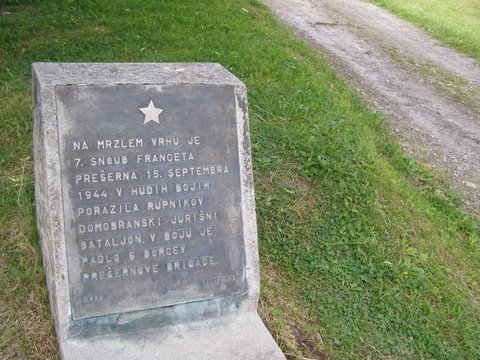 NA MRZLEM VRHU JE
7. SNOUB FRANCETA
PREŠERNA 15. SEPTEMBRA
1944 V HUDIH BOJIH
PORAZILA RUPNIKOV
DOMOBRANSKI JURIŠNI
BATALJON. V BOJU JE
PADLO 6 BORCEV
PREŠERNOVE BRIGADE.